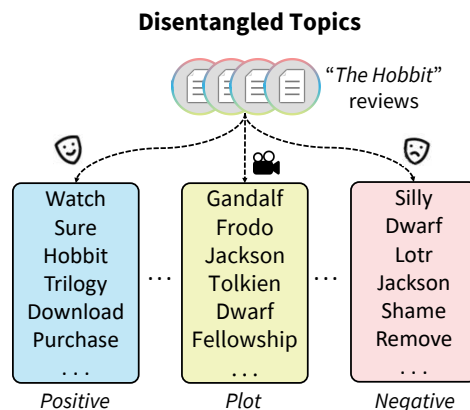 Disentangled Topics
“The Hobbit”
reviews
Watch
Sure
Hobbit
Trilogy
Download
Purchase
. . .
Positive
. . .
Gandalf
Frodo
Jackson
Tolkien
Dwarf
Fellowship
. . .
Plot
. . .
Silly
Dwarf
Lotr
Jackson
Shame
Remove
. . .
Negative